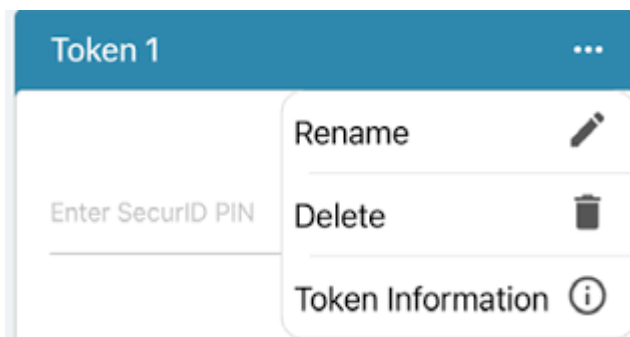 Token 1
Rename
Enter SecurID PIN
Delete
Token Information